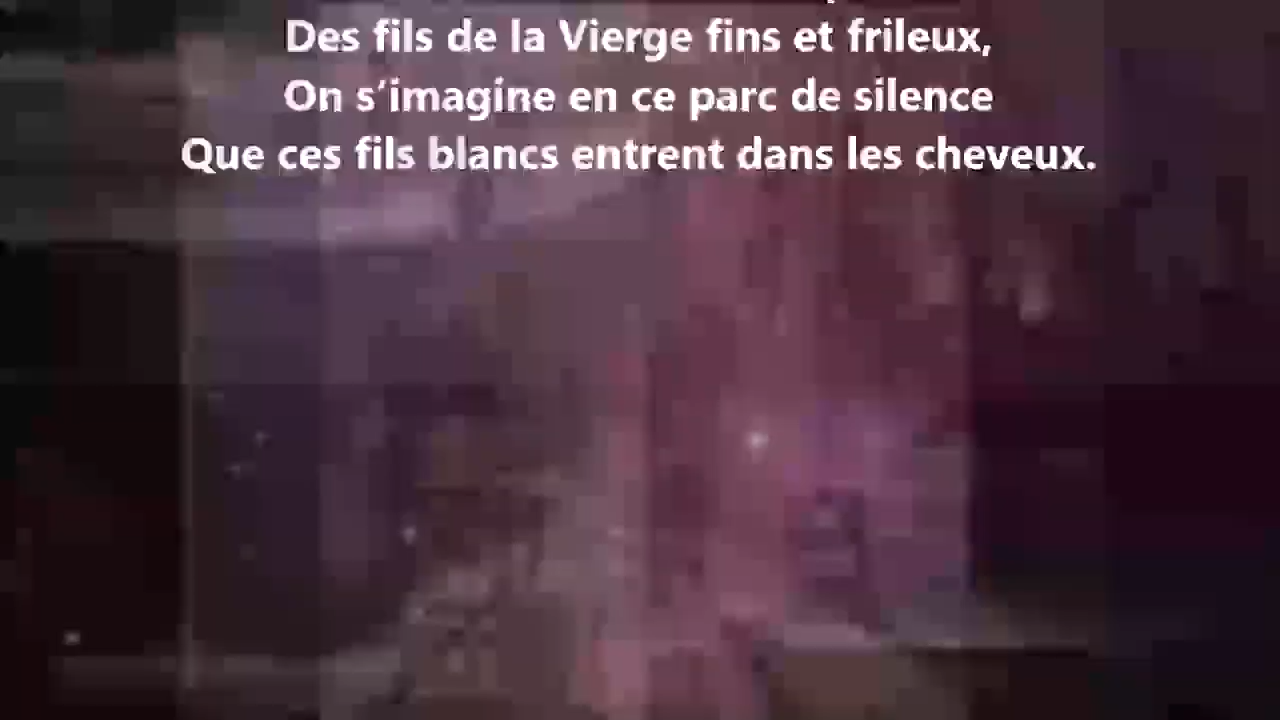 Des fils de la Vierge fins et frileux,
On s’imagine en ce parc de silence
Que ces fils blancs entrent dans les cheveux.